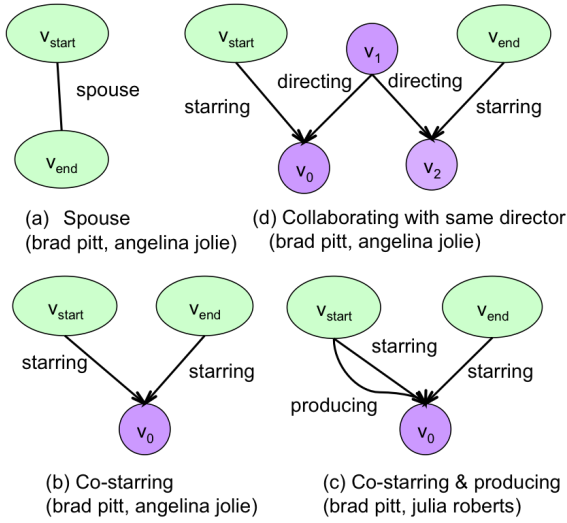 v_start
spouse
v_end
(a) Spouse
(brad pitt, angelina jolie)
v_start
v_1
v_end
directing
directing
starring
starring
v_0
v_2
(d) Collaborating with same director
(brad pitt, angelina jolie)
v_start
v_end
starring
starring
v_0
(b) Co-starring
(brad pitt, angelina jolie)
v_start
v_end
starring
starring
producing
v_0
(c) Co-starring & producing
(brad pitt, julia roberts)